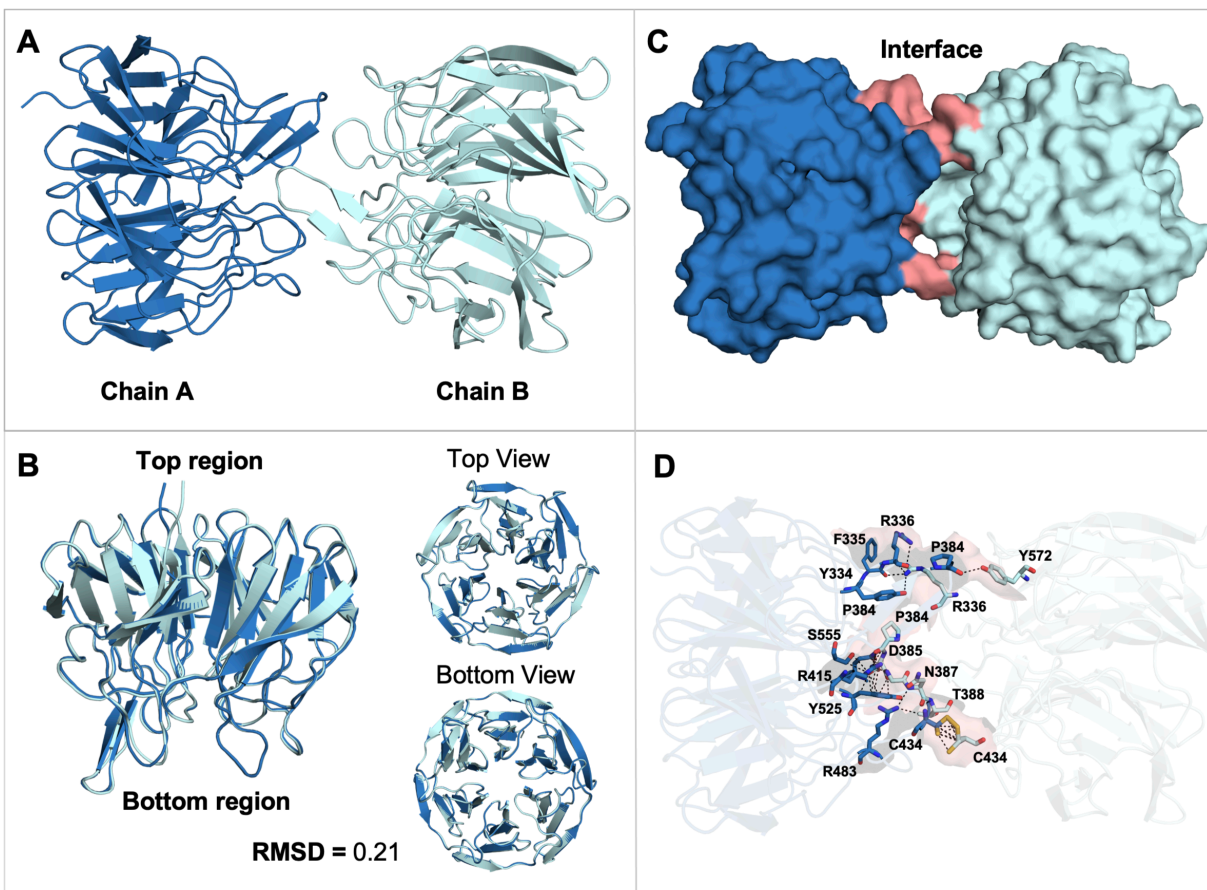 A
Chain A
Chain B
C
Interface
B
Top region
Top View
Bottom View
Bottom region
RMSD = 0.21
D
R336
F335
P384
Y572
Y334
P384
P384
R336
S555
D385
R415
N387
Y525
T388
C434
C434
R483